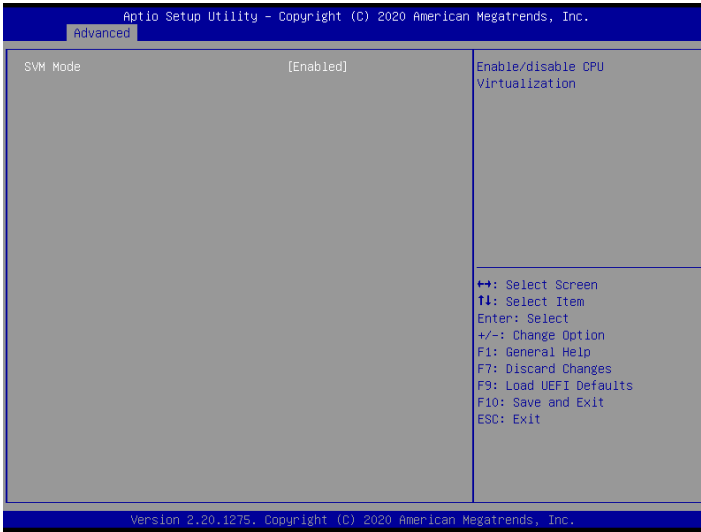 Aptio Setup Utility – Copyright (C) 2020 American Megatrends, Inc.
Advanced
SVM Mode [Enabled]
Enable/disable CPU
Virtualization
↔: Select Screen
↑↓: Select Item
Enter: Select
+/-: Change Option
F1: General Help
F7: Discard Changes
F9: Load UEFI Defaults
F10: Save and Exit
ESC: Exit
Version 2.20.1275. Copyright (C) 2020 American Megatrends, Inc.